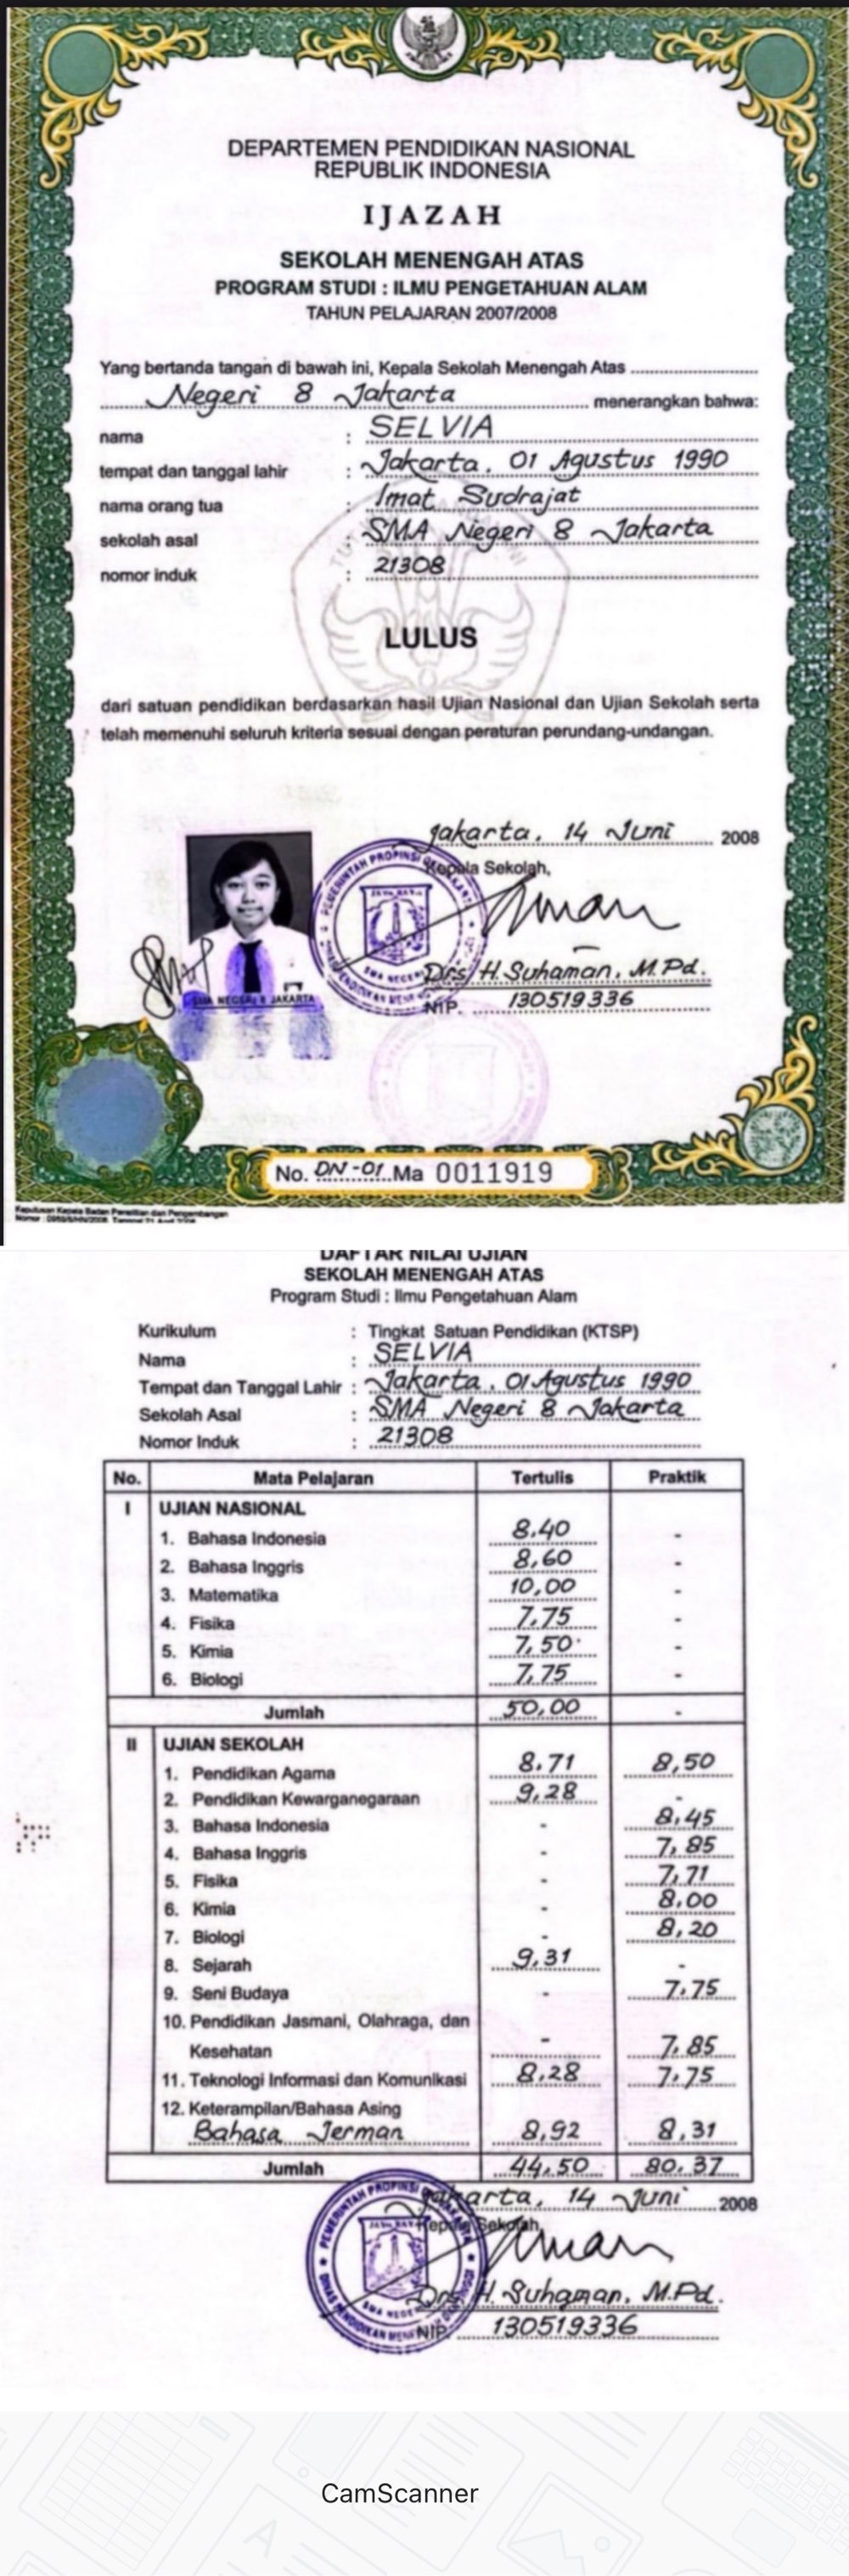 DEPARTEMEN PENDIDIKAN NASIONAL
REPUBLIK INDONESIA
IJAZAH
SEKOLAH MENENGAH ATAS
PROGRAM STUDI : ILMU PENGETAHUAN ALAM
TAHUN PELAJARAN 2007/2008
Yang bertanda tangan di bawah ini, Kepala Sekolah Menengah Atas
Negeri 8 Jakarta menerangkan bahwa:
nama : SELVIA
tempat dan tanggal lahir : Jakarta, 01 Agustus 1990
nama orang tua : Imat Sudrajat
sekolah asal : SMA Negeri 8 Jakarta
nomor induk : 21308
LULUS
dari satuan pendidikan berdasarkan hasil Ujian Nasional dan Ujian Sekolah serta
telah memenuhi seluruh kriteria sesuai dengan peraturan perundang-undangan.
Jakarta, 14 Juni 2008
Kepala Sekolah,
Drs. H. Suhaman, M.Pd.
NIP. 130519336
SMA NEGERI 8 JAKARTA
No. DN-01 Ma 0011919
Keputusan Kepala Badan Penelitian dan Pengembangan
DAFTAR NILAI UJIAN
SEKOLAH MENENGAH ATAS
Program Studi : Ilmu Pengetahuan Alam
Kurikulum : Tingkat Satuan Pendidikan (KTSP)
Nama : SELVIA
Tempat dan Tanggal Lahir : Jakarta, 01 Agustus 1990
Sekolah Asal : SMA Negeri 8 Jakarta
Nomor Induk : 21308
No. Mata Pelajaran Tertulis Praktik
I UJIAN NASIONAL
1. Bahasa Indonesia 8,40 -
2. Bahasa Inggris 8,60 -
3. Matematika 10,00 -
4. Fisika 7,75 -
5. Kimia 7,50 -
6. Biologi 7,75 -
Jumlah 50,00 -
II UJIAN SEKOLAH
1. Pendidikan Agama 8,71 8,50
2. Pendidikan Kewarganegaraan 9,28 -
3. Bahasa Indonesia - 8,45
4. Bahasa Inggris - 7,85
5. Fisika - 7,71
6. Kimia - 8,00
7. Biologi - 8,20
8. Sejarah 9,31 -
9. Seni Budaya - 7,75
10. Pendidikan Jasmani, Olahraga, dan
Kesehatan - 7,85
11. Teknologi Informasi dan Komunikasi 8,28 7,75
12. Keterampilan/Bahasa Asing
Bahasa Jerman 8,92 8,31
Jumlah 44,50 80,37
Jakarta, 14 Juni 2008
Kepala Sekolah,
Drs. H. Suhaman, M.Pd.
NIP. 130519336
CamScanner